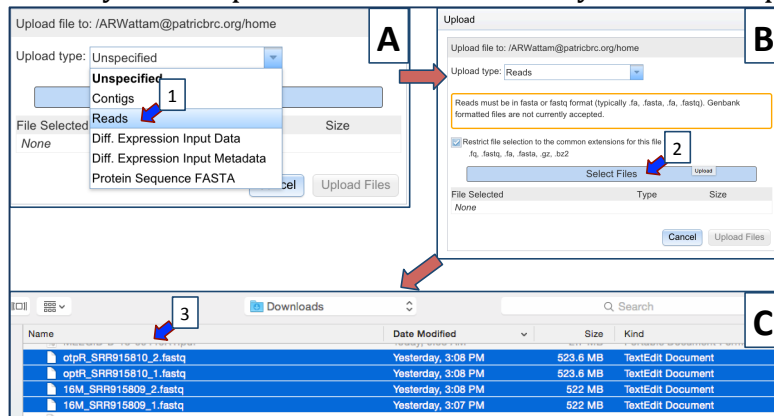 Upload file to: /ARWattam@patricbrc.org/home
A
Upload type: Unspecified
Unspecified
Contigs
1
Reads
Diff. Expression Input Data
Diff. Expression Input Metadata
Protein Sequence FASTA
File Selected
Size
None
Upload Files
Upload
B
Upload file to: /ARWattam@patricbrc.org/home
Upload type: Reads
Reads must be in fasta or fastq format (typically .fa, .fasta, .fa, .fastq). Genbank
formatted files are not currently accepted.
Restrict file selection to the common extensions for this file
.fq, .fastq, .fa, .fasta, .gz, .bz2
2
Select Files
Upload
File Selected Type Size
None
Cancel Upload Files
Downloads
Search
C
3
Name Date Modified Size Kind
otpR_SRR915810_2.fastq Yesterday, 3:08 PM 523.6 MB TextEdit Document
optR_SRR915810_1.fastq Yesterday, 3:08 PM 523.6 MB TextEdit Document
16M_SRR915809_2.fastq Yesterday, 3:08 PM 522 MB TextEdit Document
16M_SRR915809_1.fastq Yesterday, 3:07 PM 522 MB TextEdit Document